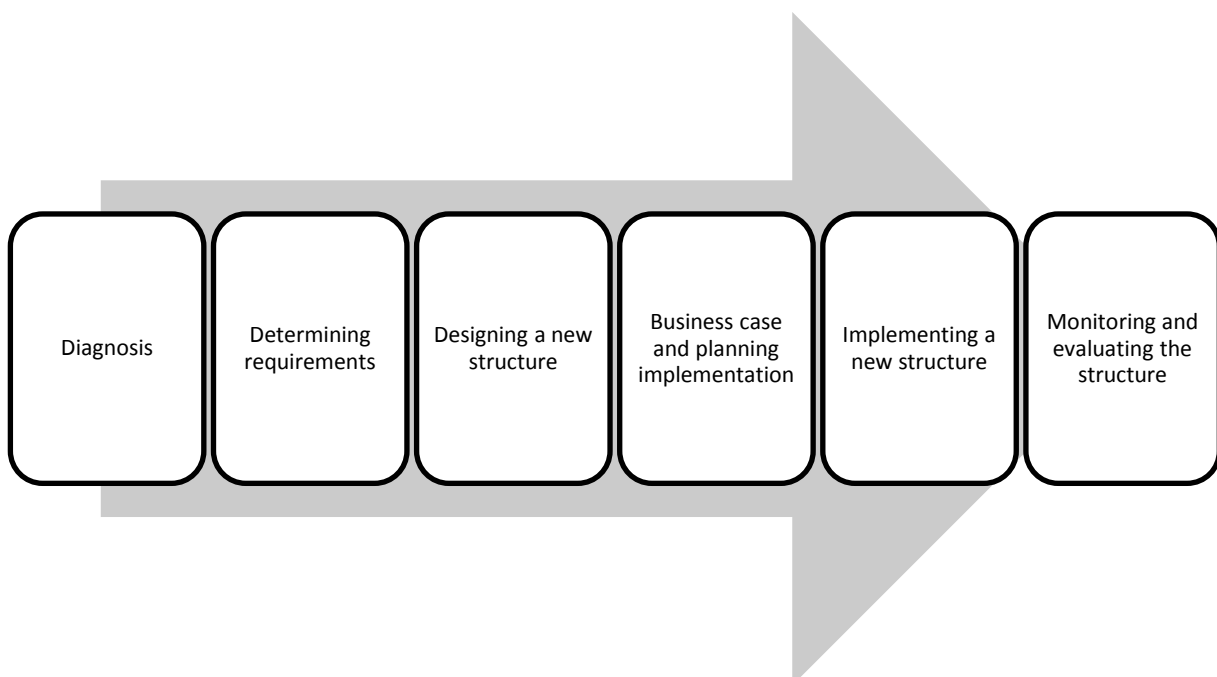 Diagnosis
Determining
requirements
Designing a new
structure
Business case
and planning
implementation
Implementing a
new structure
Monitoring and
evaluating the
structure